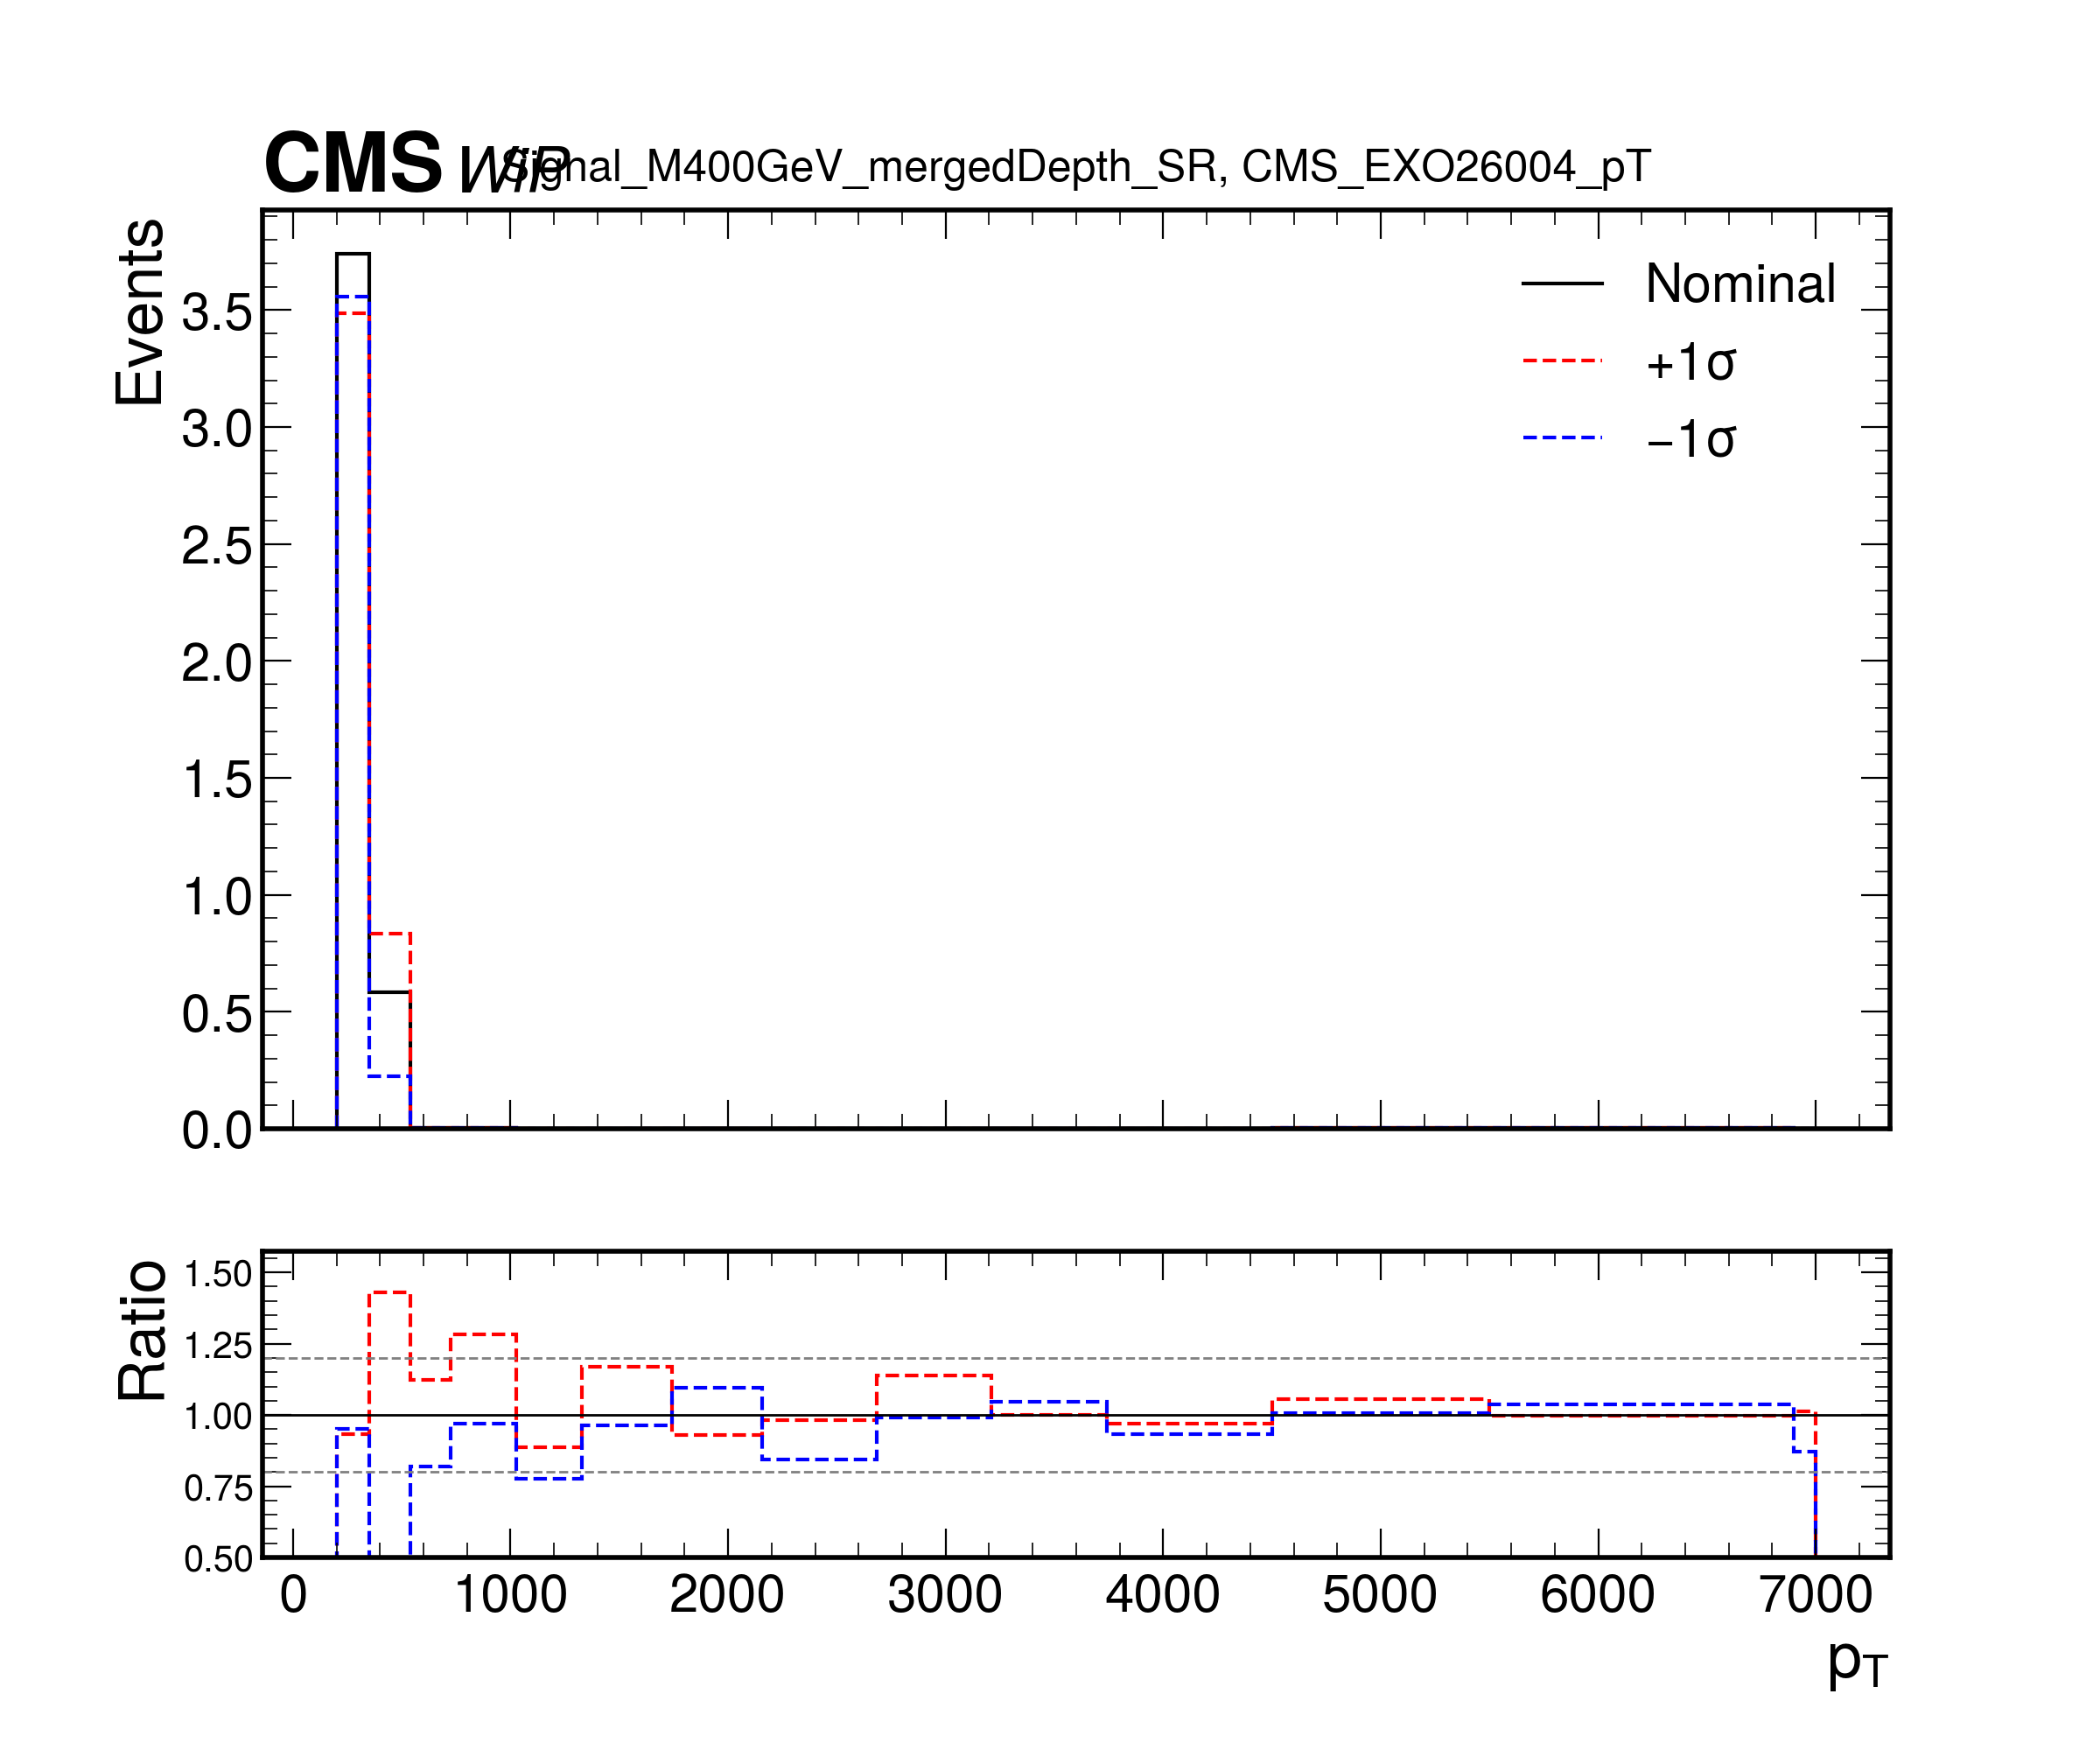 CMS WiP Signal_M400GeV_mergedDepth_SR, CMS_EXO26004_pT
Events
3.5
3.0
2.5
2.0
1.5
1.0
0.5
0.0
Nominal
+1σ
−1σ
Ratio
1.50
1.25
1.00
0.75
0.50
0 1000 2000 3000 4000 5000 6000 7000
pT